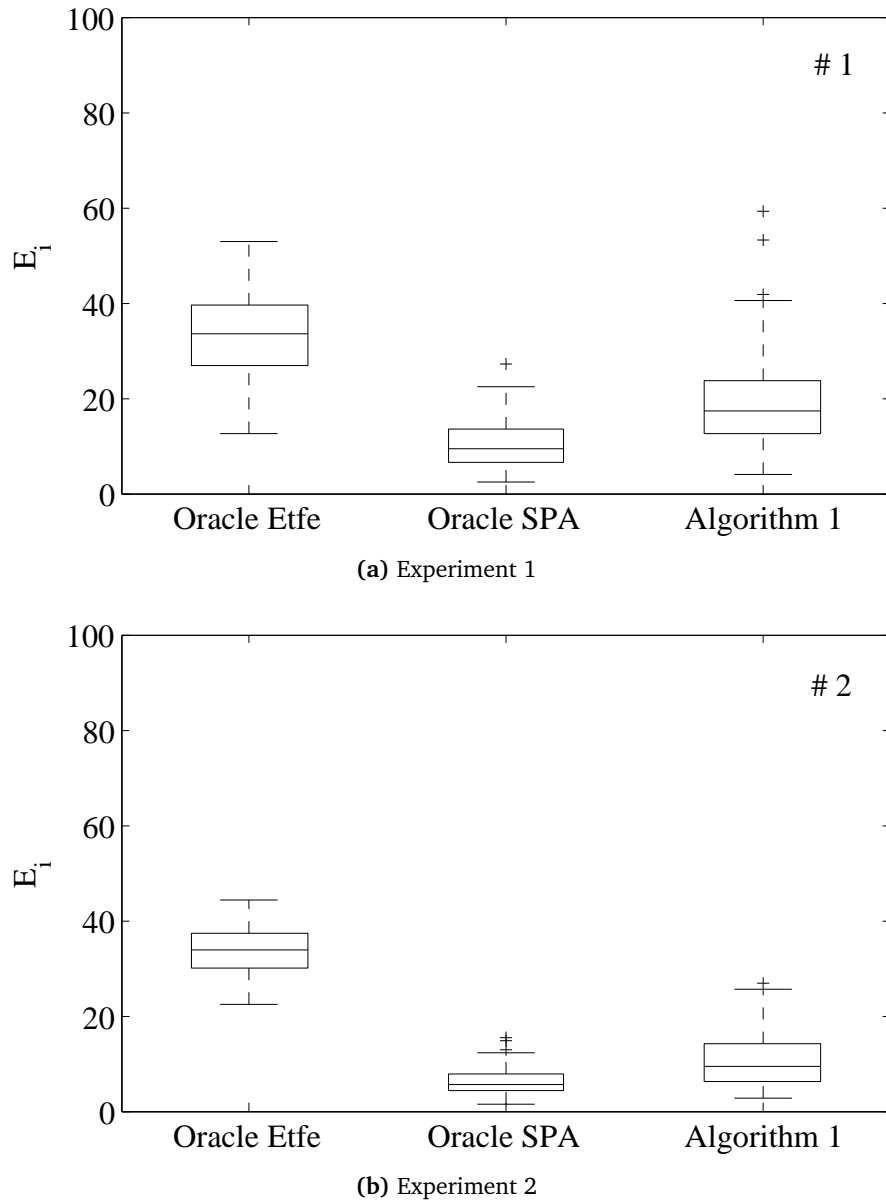 100
# 1
80
60
E_i
40
20
0
Oracle Etfe Oracle SPA Algorithm 1
(a) Experiment 1
100
# 2
80
60
E_i
40
20
0
Oracle Etfe Oracle SPA Algorithm 1
(b) Experiment 2